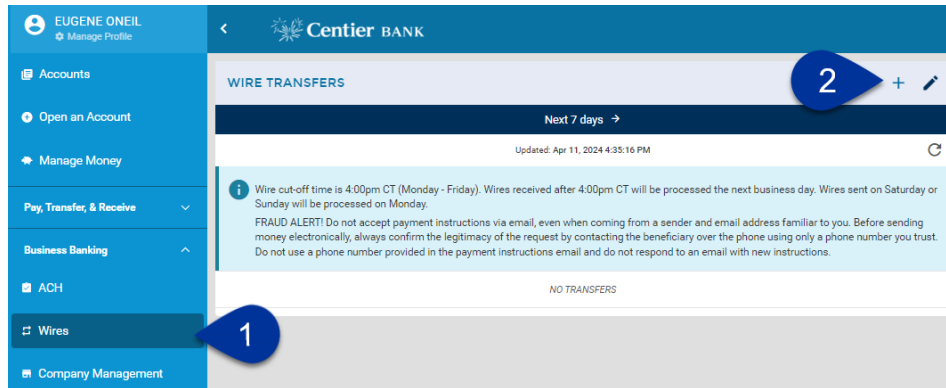 EUGENE ONEIL
Manage Profile
Accounts
Open an Account
Manage Money
Pay, Transfer, & Receive
Business Banking
ACH
Wires
1
Company Management
Centier BANK
WIRE TRANSFERS
2
Next 7 days →
Updated: Apr 11, 2024 4:35:16 PM
Wire cut-off time is 4:00pm CT (Monday - Friday). Wires received after 4:00pm CT will be processed the next business day. Wires sent on Saturday or
Sunday will be processed on Monday.
FRAUD ALERT! Do not accept payment instructions via email, even when coming from a sender and email address familiar to you. Before sending
money electronically, always confirm the legitimacy of the request by contacting the beneficiary over the phone using only a phone number you trust.
Do not use a phone number provided in the payment instructions email and do not respond to an email with new instructions.
NO TRANSFERS